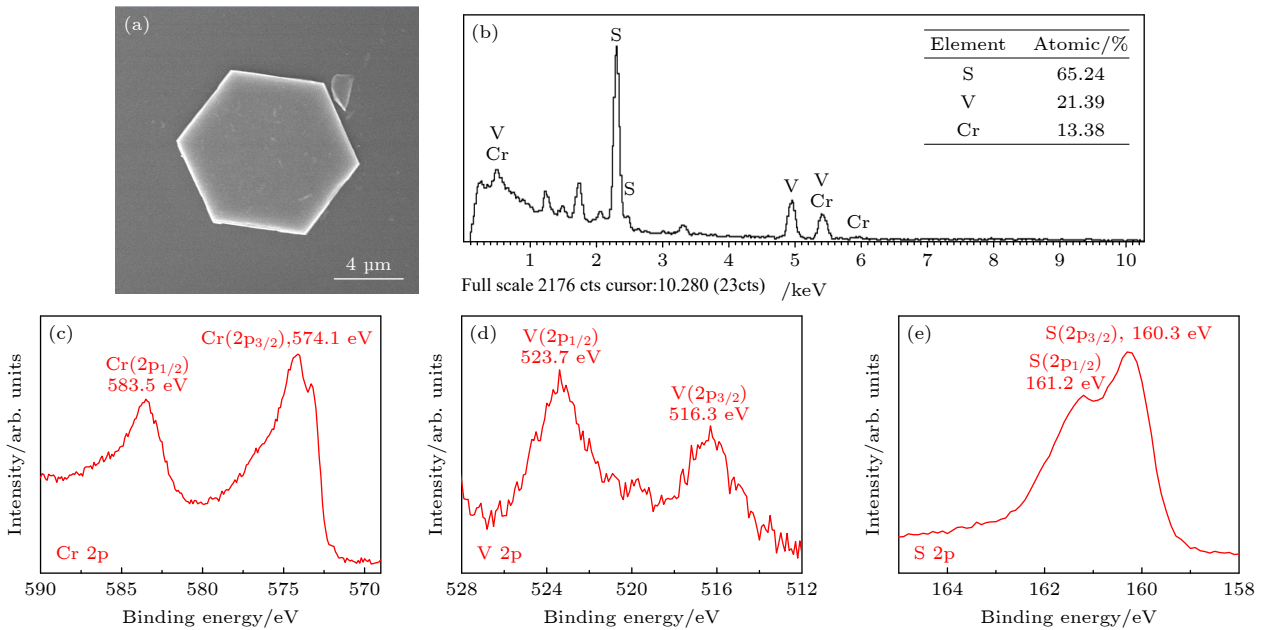 (a)
4 µm
(b)
S
V
Cr
S
V
V
Cr
Cr
Element Atomic/%
S 65.24
V 21.39
Cr 13.38
1 2 3 4 5 6 7 8 9 10
Full scale 2176 cts cursor:10.280 (23cts) /keV
(c)
Cr(2p1/2)
583.5 eV
Cr(2p3/2),574.1 eV
Cr 2p
Intensity/arb. units
590 580 570
Binding energy/eV
(d)
V(2p1/2)
523.7 eV
V(2p3/2)
516.3 eV
V 2p
Intensity/arb. units
528 524 520 516 512
Binding energy/eV
(e)
S(2p3/2), 160.3 eV
S(2p1/2)
161.2 eV
S 2p
Intensity/arb. units
164 162 160 158
Binding energy/eV